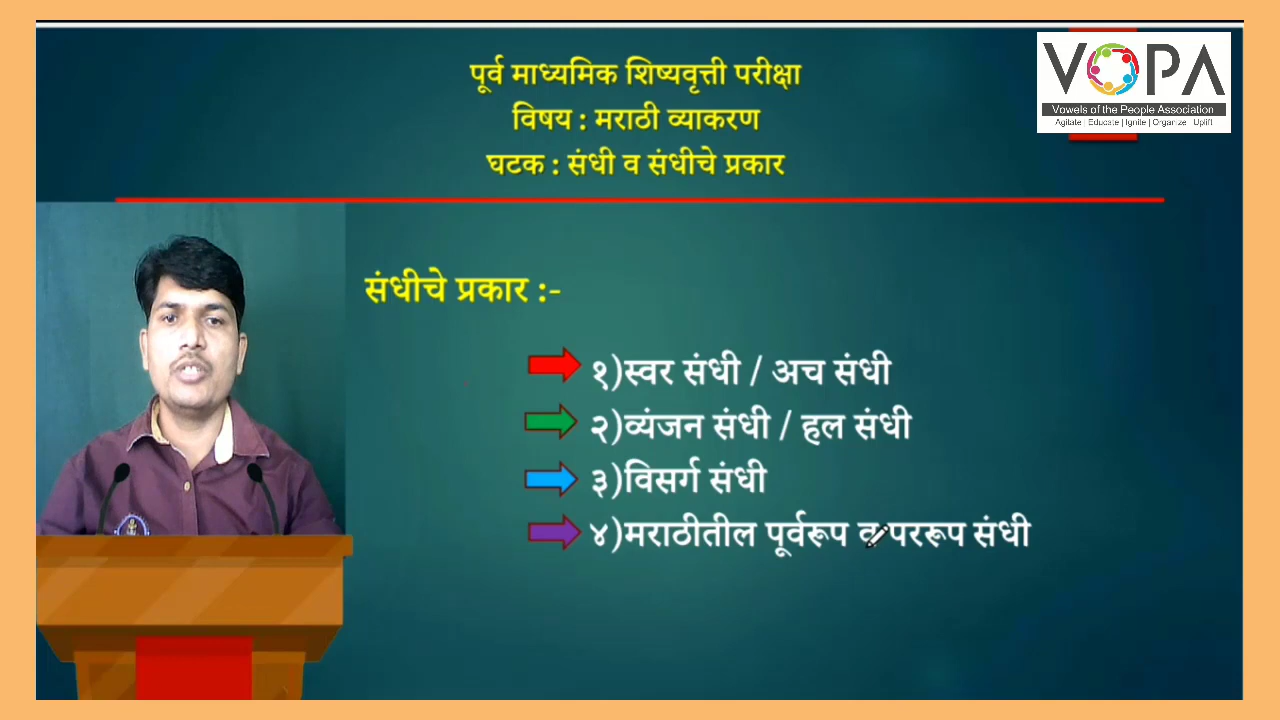 पूर्व माध्यमिक शिष्यवृत्ती परीक्षा
विषय : मराठी व्याकरण
घटक : संधी व संधीचे प्रकार
VOPA
Vowels of the People Association
Agitate | Educate | Ignite | Organize | Uplift
संधीचे प्रकार :-
१)स्वर संधी / अच संधी
२)व्यंजन संधी / हल संधी
३)विसर्ग संधी
४)मराठीतील पूर्वरूप व पररूप संधी